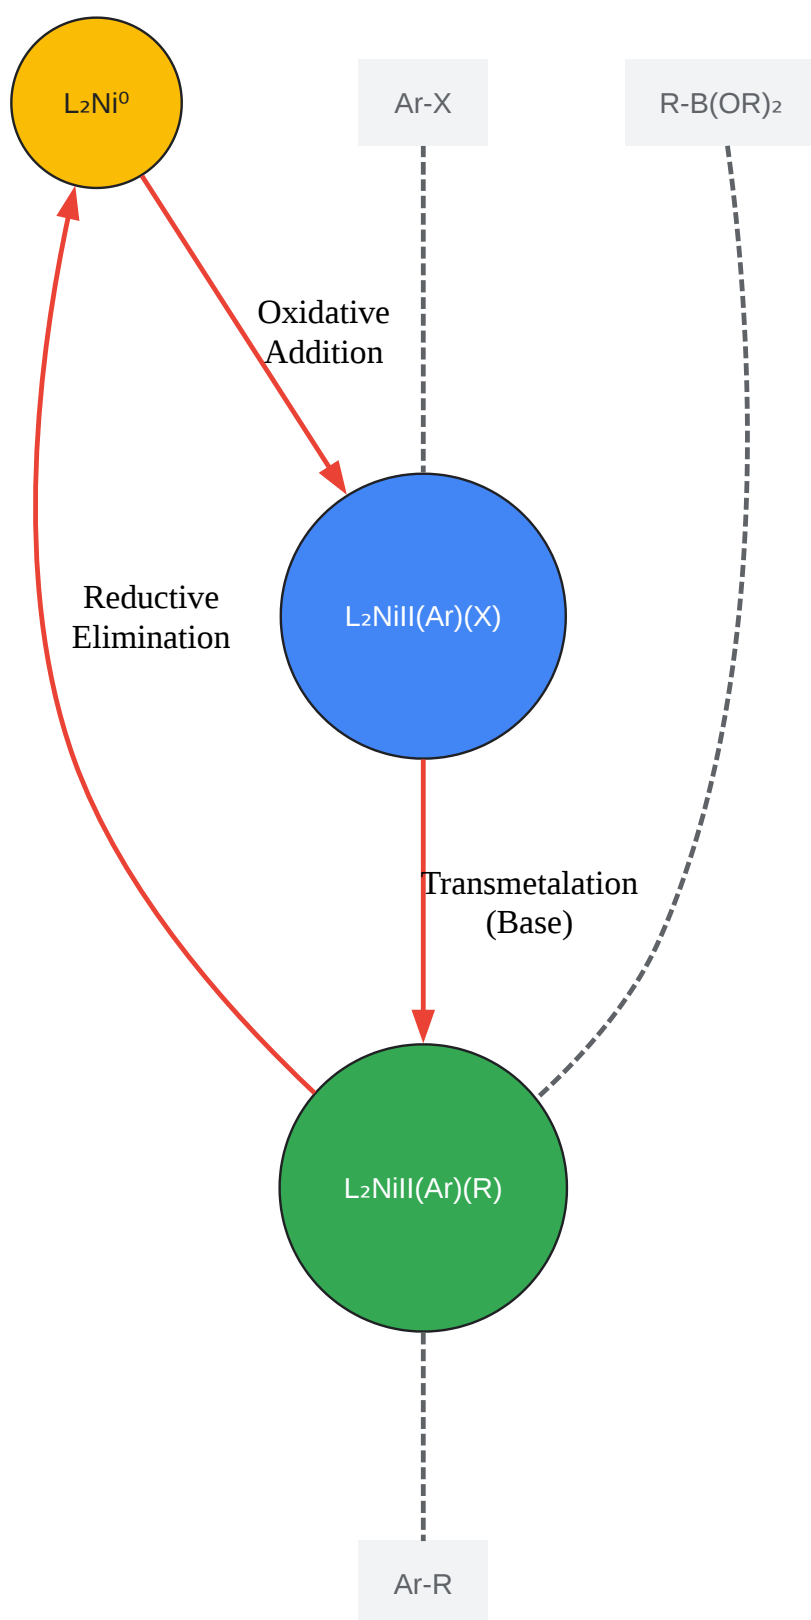 L₂Ni⁰
Ar-X
R-B(OR)₂
Oxidative
Addition
Reductive
Elimination
L₂NiII(Ar)(X)
Transmetalation
(Base)
L₂NiII(Ar)(R)
Ar-R